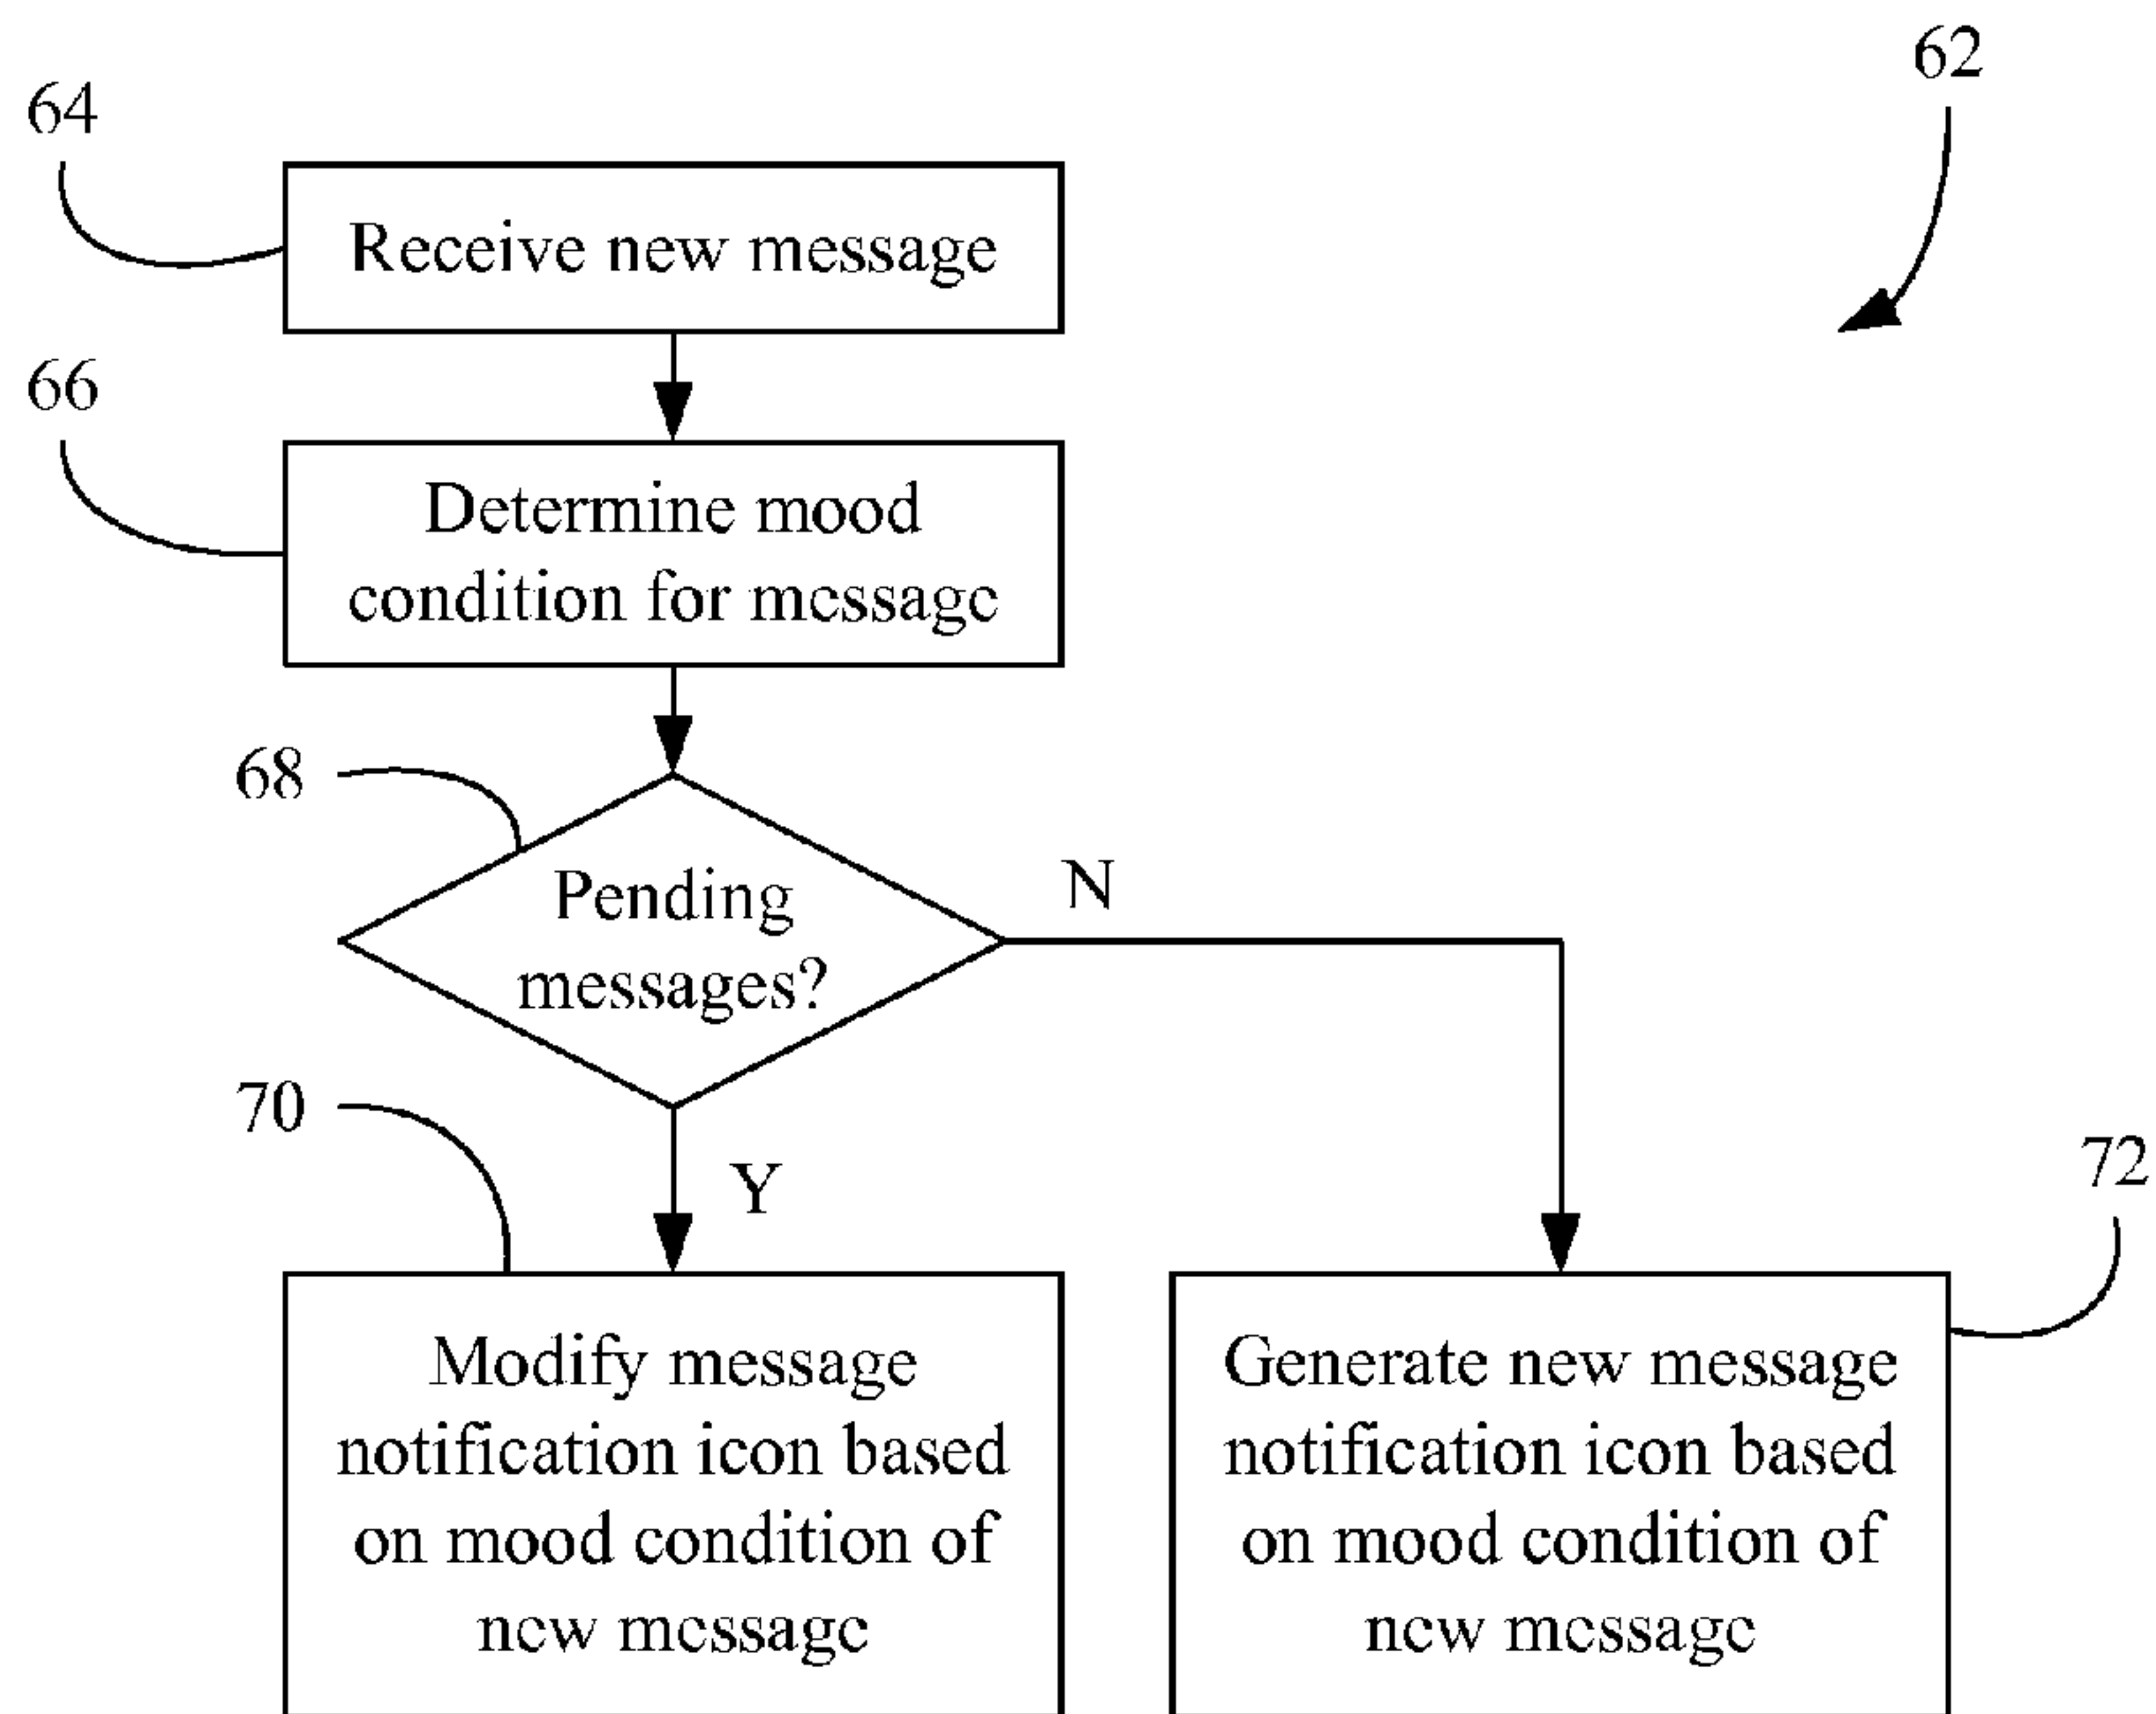 62
64
Receive new message
66
Determine mood
condition for message
68
Pending
messages?
N
70
Y
72
Modify message
notification icon based
on mood condition of
new message
Generate new message
notification icon based
on mood condition of
new message